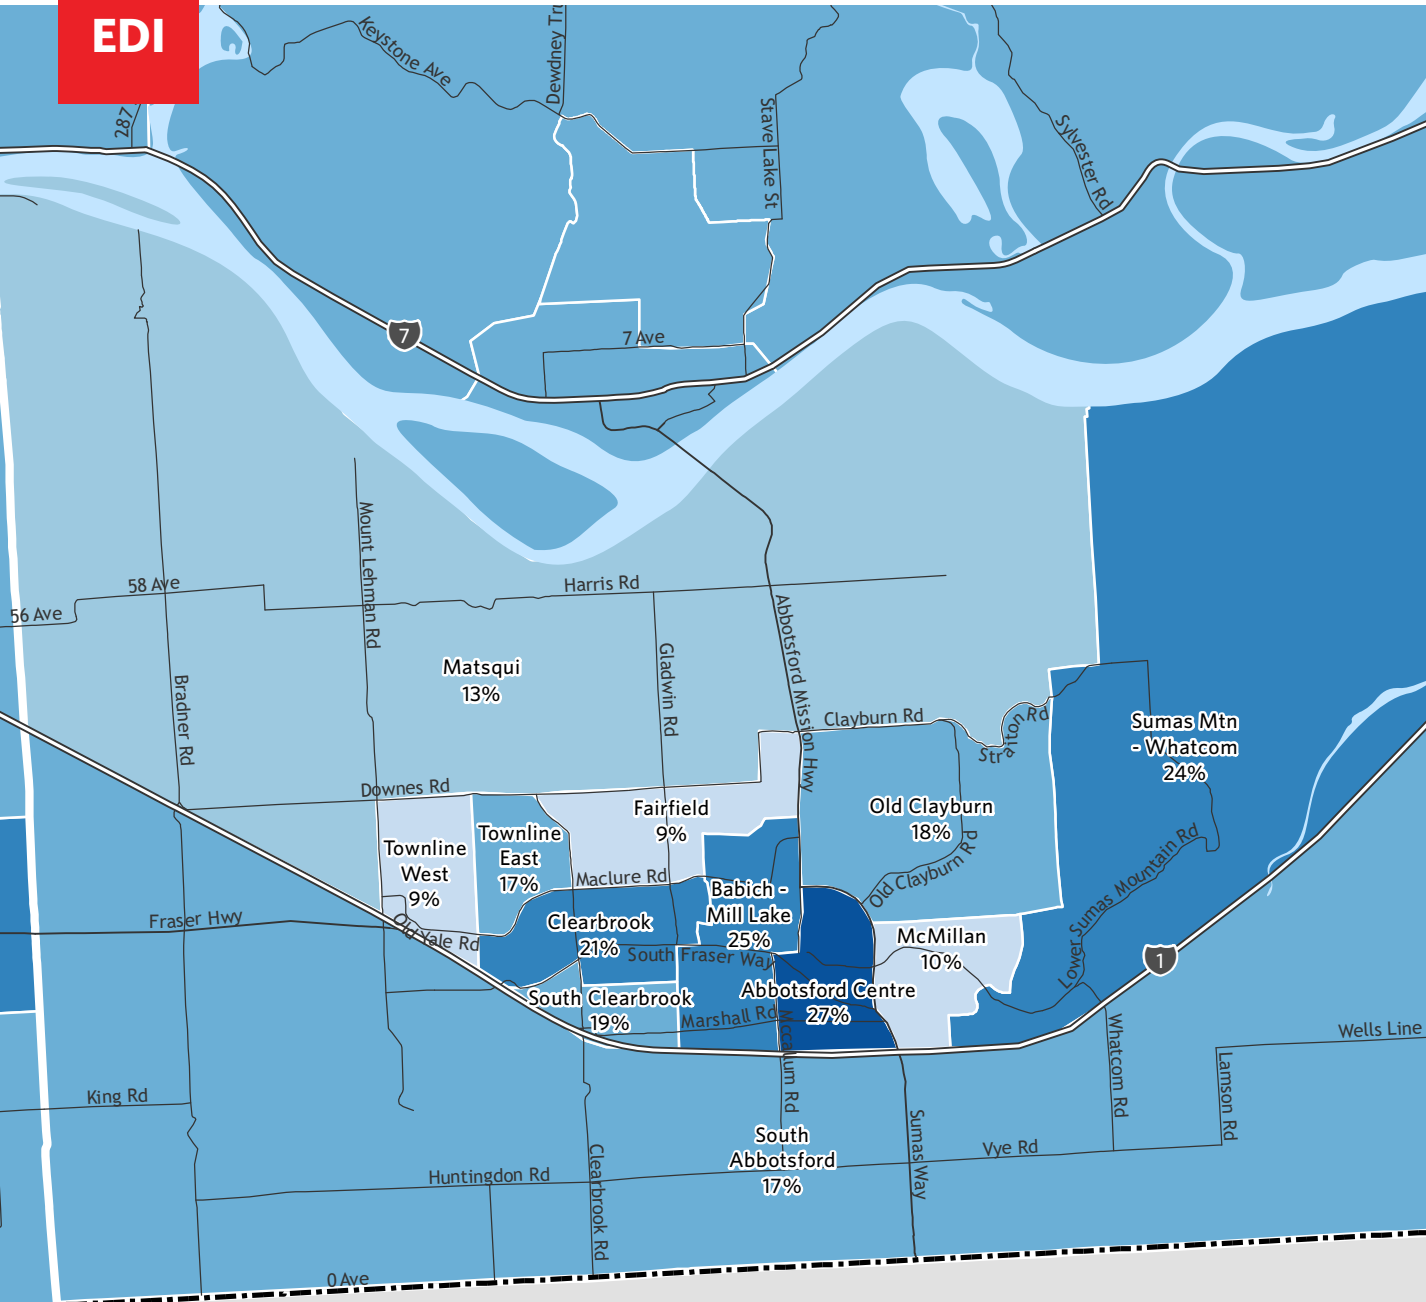 EDI
Keystone Ave
Dewdney Tr
287
Stave Lake St
Sylvester Rd
7
7 Ave
Mount Lehman Rd
58 Ave
Harris Rd
56 Ave
Abbotsford Mission Hwy
Matsqui
13%
Gladwin Rd
Bradner Rd
Clayburn Rd
Straiton Rd
Sumas Mtn
- Whatcom
24%
Downes Rd
Fairfield
9%
Old Clayburn
18%
Townline
East
17%
Townline
West
9%
Old Clayburn R
Lower Sumas Mountain Rd
Maclure Rd
Babich -
Mill Lake
25%
Fraser Hwy
Old Yale Rd
Clearbrook
21%
McMillan
10%
South Fraser Way
1
South Clearbrook
19%
Abbotsford Centre
27%
Marshall Rd
Mccallum Rd
Whatcom Rd
Wells Line
Lamson Rd
King Rd
Sumas Way
South
Abbotsford
17%
Vye Rd
Huntingdon Rd
Clearbrook Rd
0 Ave